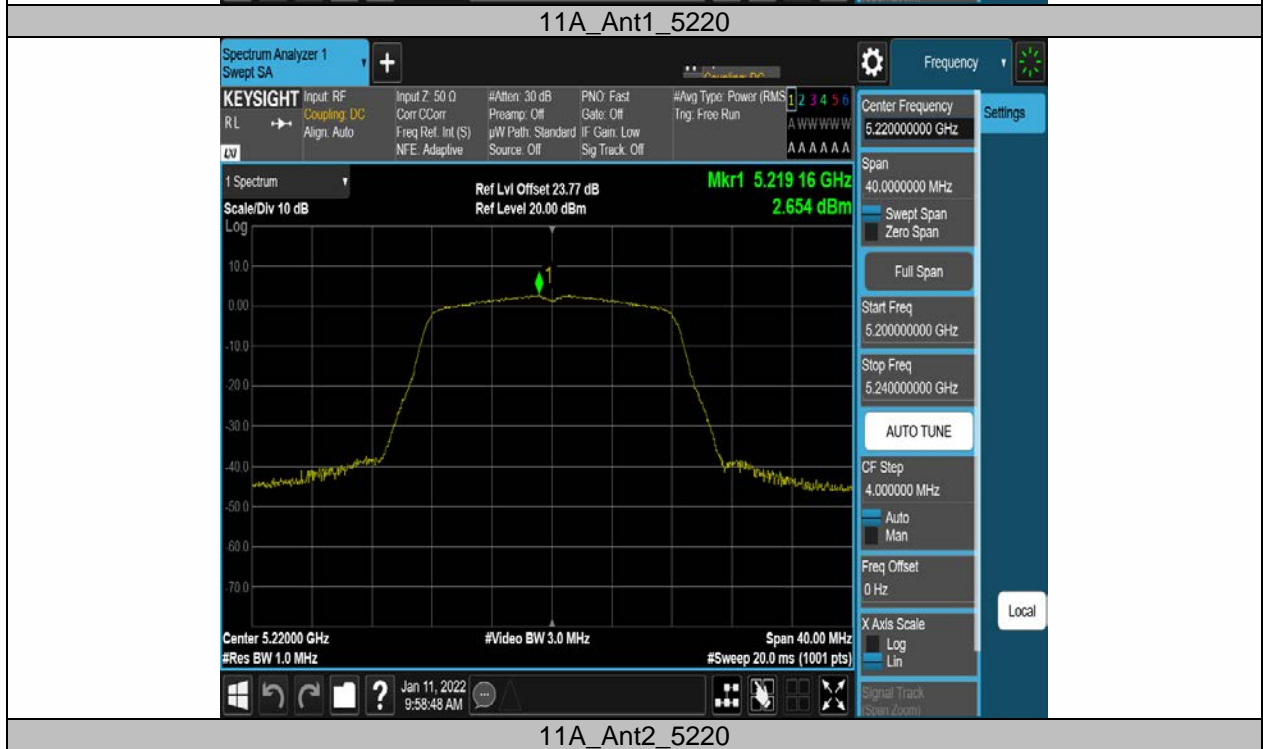 11A_Ant1_5220
Spectrum Analyzer 1
Swept SA
Frequency
KEYSIGHT
RL
LXI
Input: RF
Coupling: DC
Align: Auto
Input Z: 50 Ω
Corr CCorr
Freq Ref: Int (S)
NFE: Adaptive
#Atten: 30 dB
Preamp: Off
µW Path: Standard
Source: Off
PNO: Fast
Gate: Off
IF Gain: Low
Sig Track: Off
#Avg Type: Power (RMS
Trig: Free Run
1 2 3 4 5 6
A W W W W W
A A A A A A
1 Spectrum
Scale/Div 10 dB
Log
Ref Lvl Offset 23.77 dB
Ref Level 20.00 dBm
Mkr1 5.219 16 GHz
2.654 dBm
1
10.0
0.00
-10.0
-20.0
-30.0
-40.0
-50.0
-60.0
-70.0
Center 5.22000 GHz
#Res BW 1.0 MHz
#Video BW 3.0 MHz
Span 40.00 MHz
#Sweep 20.0 ms (1001 pts)
Center Frequency
5.220000000 GHz
Settings
Span
40.0000000 MHz
Swept Span
Zero Span
Full Span
Start Freq
5.200000000 GHz
Stop Freq
5.240000000 GHz
AUTO TUNE
CF Step
4.000000 MHz
Auto
Man
Freq Offset
0 Hz
X Axis Scale
Log
Lin
Local
Signal Track
(Span Zoom)
?
Jan 11, 2022
9:58:48 AM
11A_Ant2_5220